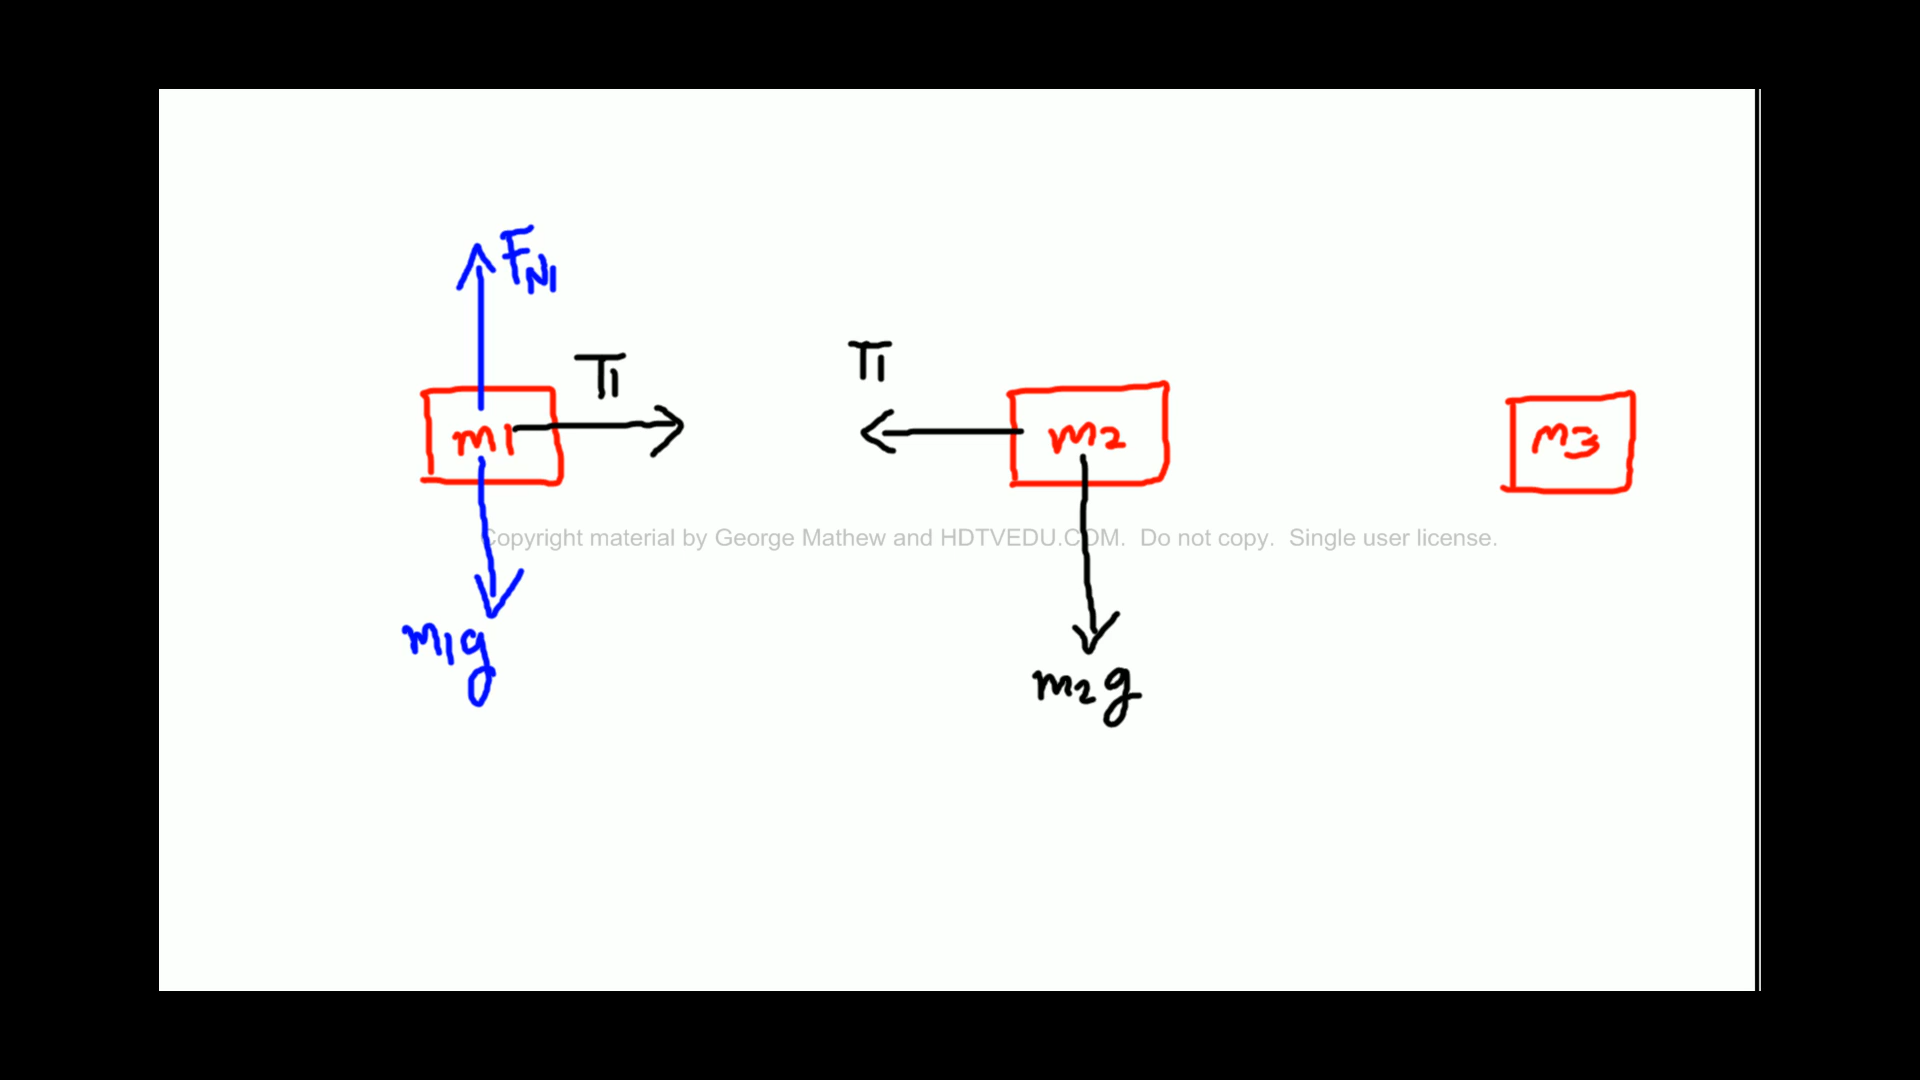 FN1
T1
T1
m1
m2
m3
Copyright material by George Mathew and HDTVEDU.COM. Do not copy. Single user license.
m1g
m2g